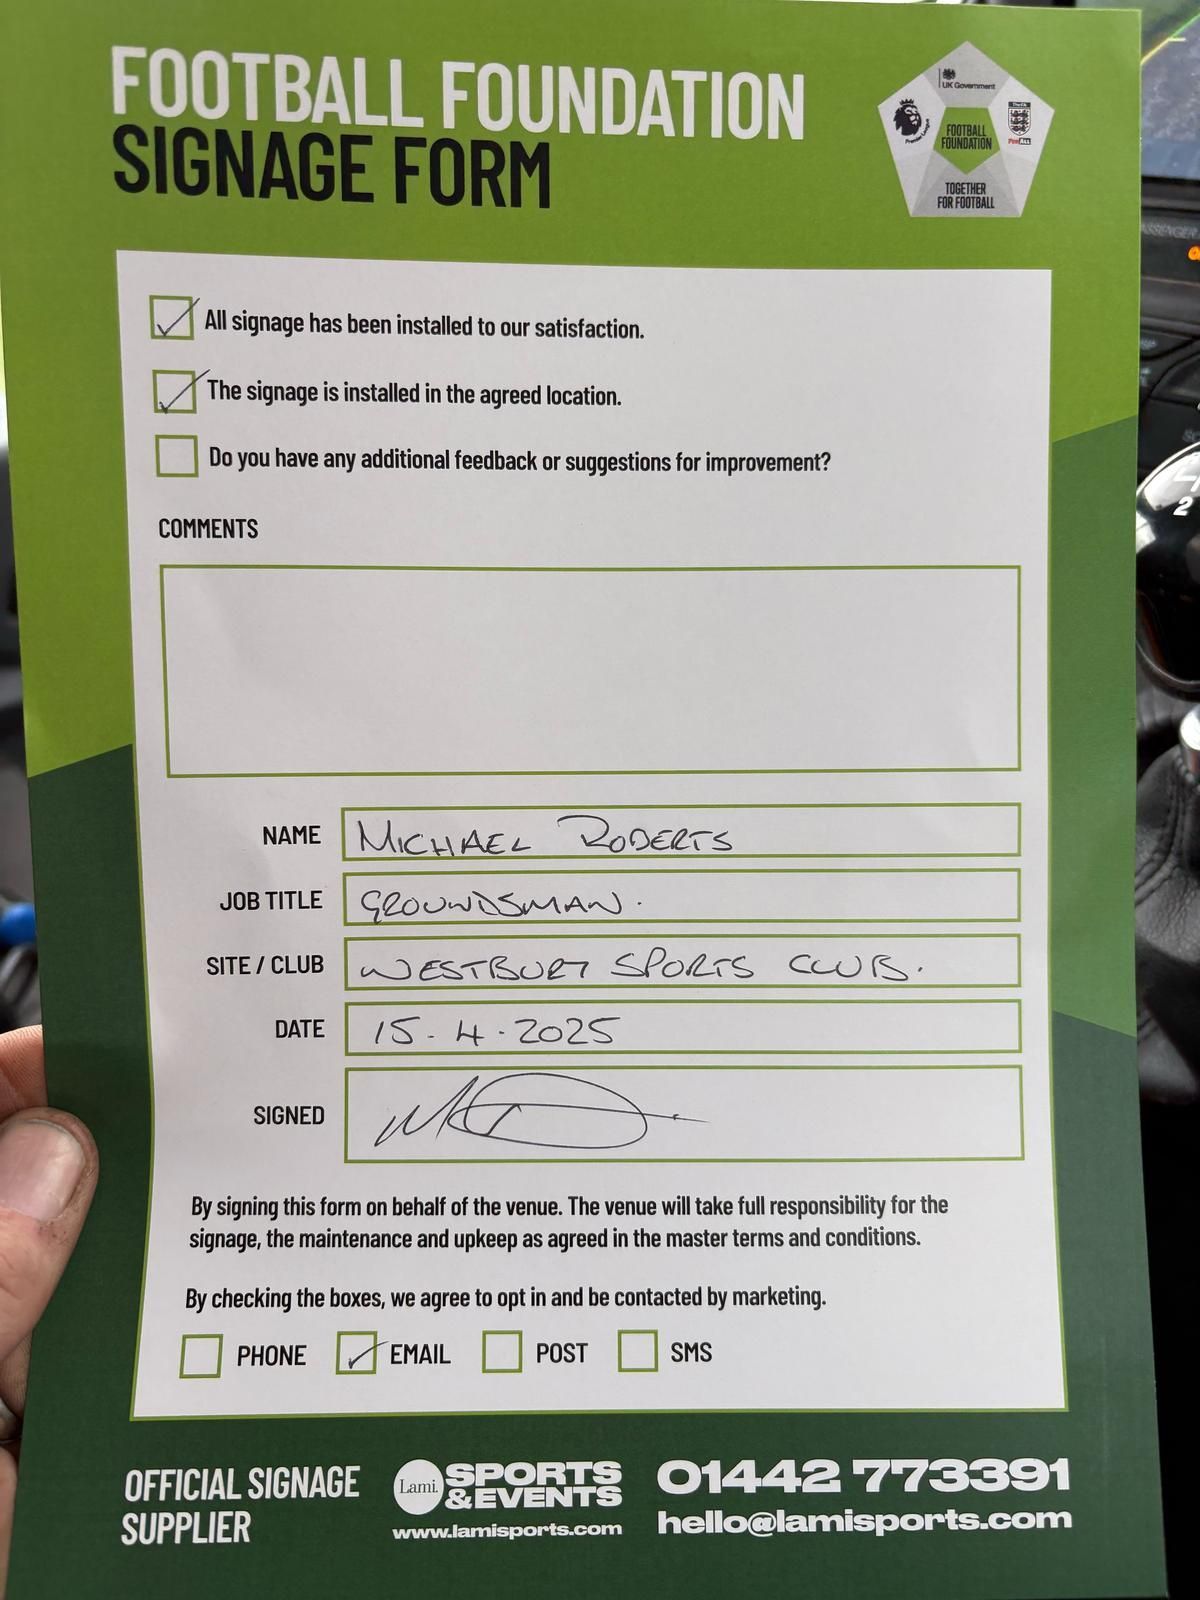 FOOTBALL FOUNDATION
SIGNAGE FORM
UK Government
Premier League
The FA
FOOTBALL
FOUNDATION
TOGETHER
FOR FOOTBALL
All signage has been installed to our satisfaction.
The signage is installed in the agreed location.
Do you have any additional feedback or suggestions for improvement?
COMMENTS
NAME MICHAEL ROBERTS
JOB TITLE GROUNDSMAN.
SITE / CLUB WESTBURY SPORTS CLUB.
DATE 15.4.2025
SIGNED
By signing this form on behalf of the venue. The venue will take full responsibility for the
signage, the maintenance and upkeep as agreed in the master terms and conditions.
By checking the boxes, we agree to opt in and be contacted by marketing.
PHONE EMAIL POST SMS
OFFICIAL SIGNAGE
SUPPLIER
Lami. SPORTS
&EVENTS
www.lamisports.com
01442 773391
hello@lamisports.com
2